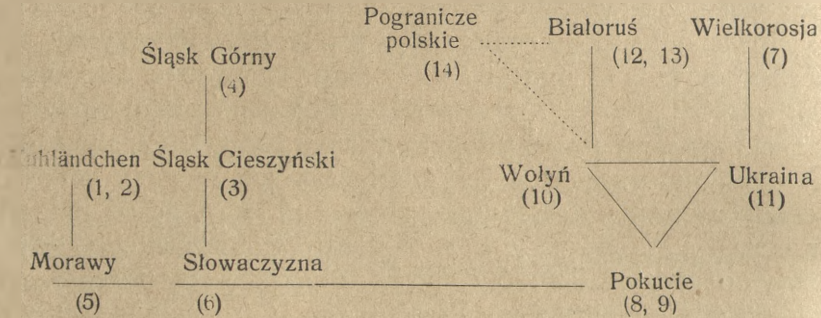 Pogranicze
polskie
(14)
Białoruś
(12, 13)
Wielkorosja
(7)
Śląsk Górny
(4)
Śląsk Cieszyński
(1, 2)
(3)
Wołyń
(10)
Ukraina
(11)
Morawy
(5)
Słowaczyzna
(6)
Pokucie
(8, 9)